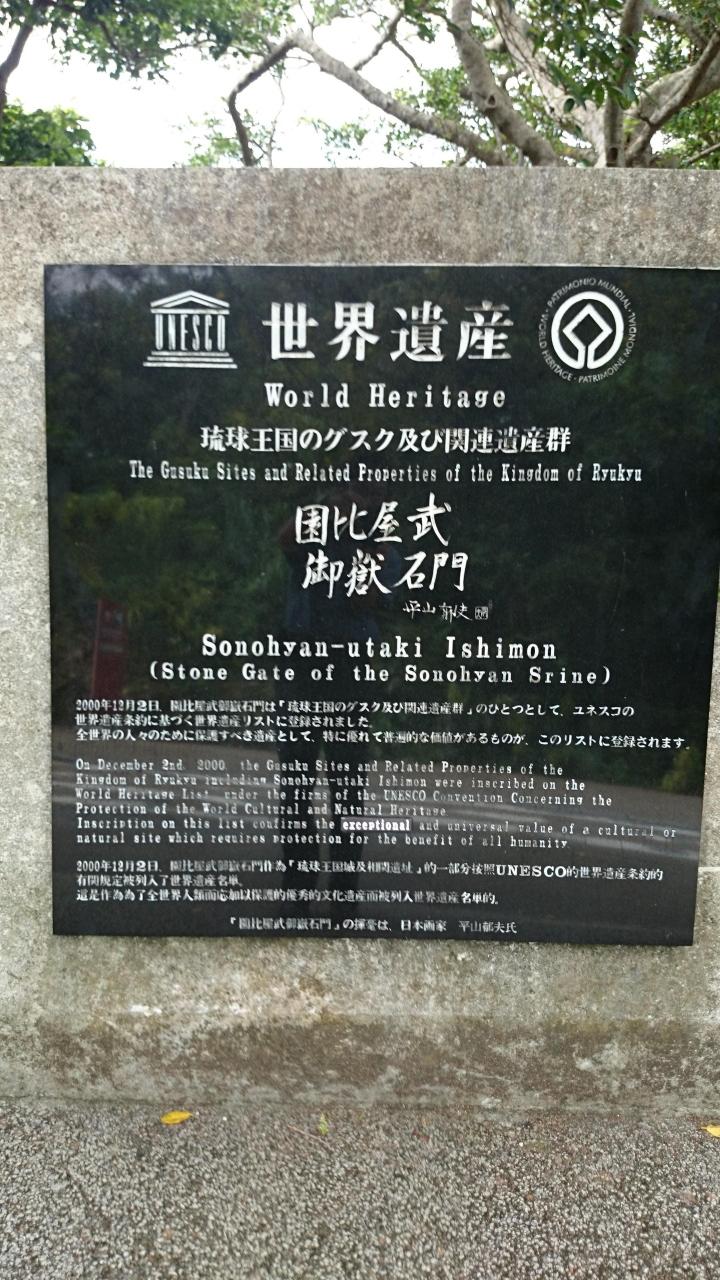 UNESCO
世界遺産
PATRIMONIO MUNDIAL · WORLD HERITAGE · PATRIMOINE MONDIAL
World Heritage
琉球王国のグスク及び関連遺産群
The Gusuku Sites and Related Properties of the Kingdom of Ryukyu
園比屋武
御嶽石門
平山郁夫
Sonohyan-utaki Ishimon
(Stone Gate of the Sonohyan Srine)
2000年12月2日、園比屋武御嶽石門は『琉球王国のグスク及び関連遺産群』のひとつとして、ユネスコの
世界遺産条約に基づく世界遺産リストに登録されました。
全世界の人々のために保護すべき遺産として、特に優れて普遍的な価値があるものが、このリストに登録されます。
On December 2nd, 2000, the Gusuku Sites and Related Properties of the
Kingdom of Ryukyu including Sonohyan-utaki Ishimon were inscribed on the
World Heritage List under the firms of the UNESCO Convention Concerning the
Protection of the World Cultural and Natural Heritage
Inscription on this list confirms the exceptional and universal value of a cultural or
natural site which requires protection for the benefit of all humanity.
2000年12月2日、園比屋武御嶽石門作為『琉球王国城及相関遺址』的一部分按照UNESCO的世界遺産条約的
有関規定被列入了世界遺産名単。
這是作為為了全世界人類而応加以保護的優秀的文化遺産而被列入世界遺産名単的。
『園比屋武御嶽石門』の揮毫は、日本画家 平山郁夫氏